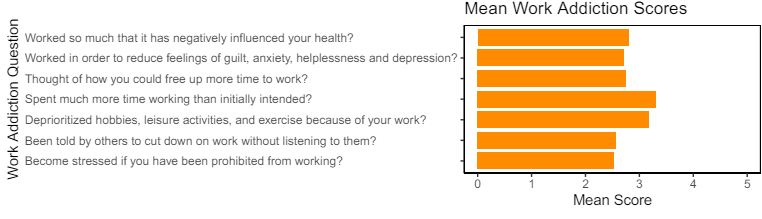 Mean Work Addiction Scores
Work Addiction Question
Worked so much that it has negatively influenced your health?
Worked in order to reduce feelings of guilt, anxiety, helplessness and depression?
Thought of how you could free up more time to work?
Spent much more time working than initially intended?
Deprioritized hobbies, leisure activities, and exercise because of your work?
Been told by others to cut down on work without listening to them?
Become stressed if you have been prohibited from working?
0 1 2 3 4 5
Mean Score